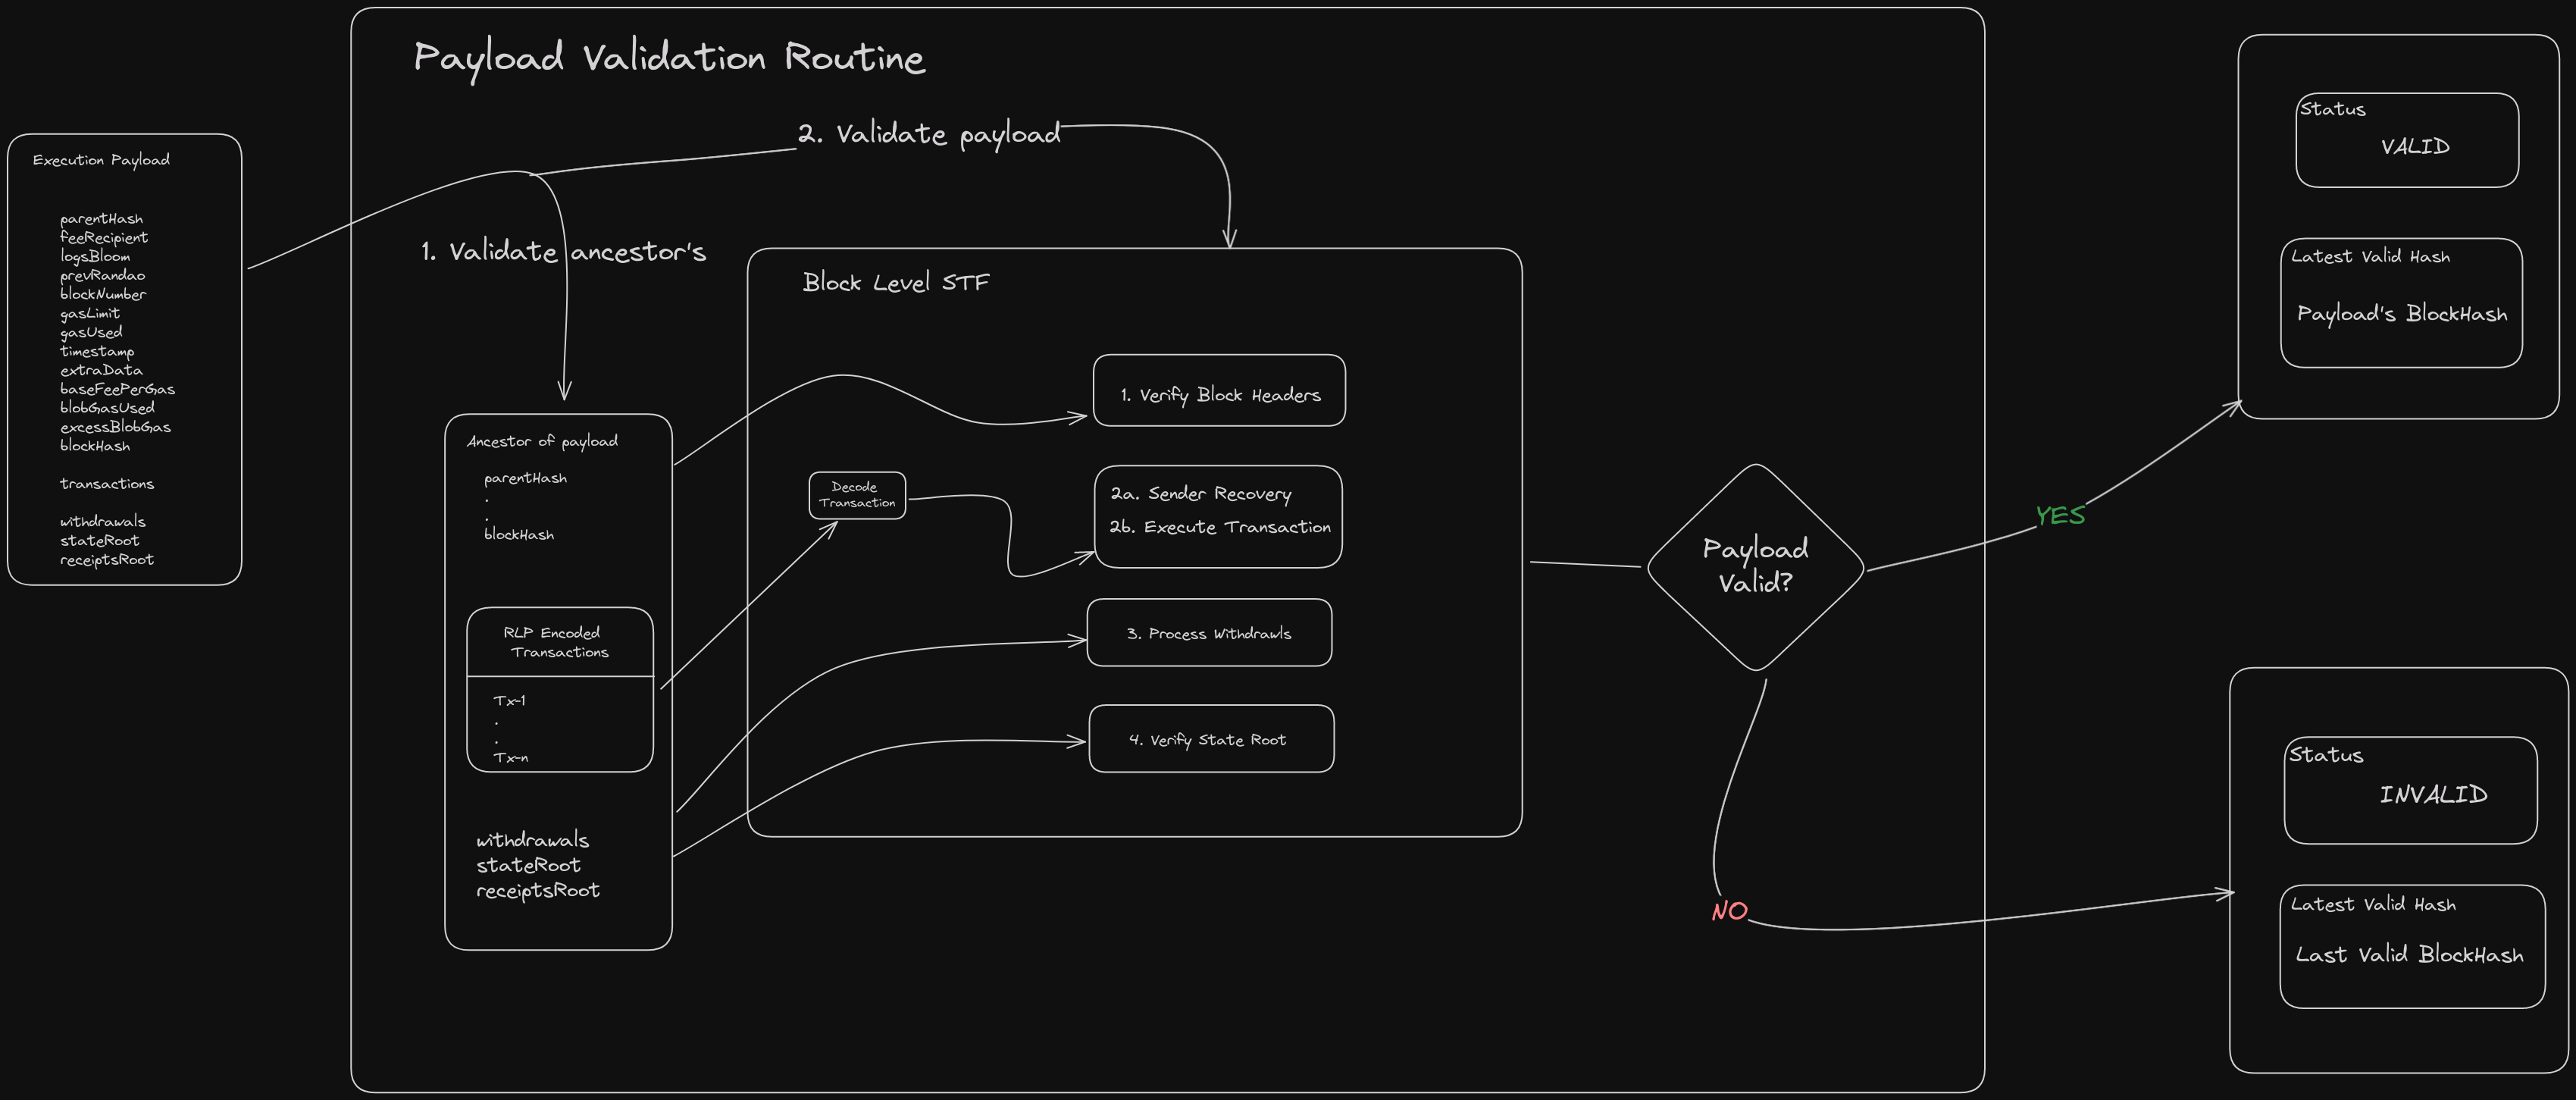 Payload Validation Routine
Execution Payload
parentHash
feeRecipient
logsBloom
prevRandao
blockNumber
gasLimit
gasUsed
timestamp
extraData
baseFeePerGas
blobGasUsed
excessBlobGas
blockHash
transactions
withdrawals
stateRoot
receiptsRoot
1. Validate ancestor's
2. Validate payload
Ancestor of payload
parentHash
.
.
blockHash
RLP Encoded
Transactions
Tx-1
.
.
Tx-n
withdrawals
stateRoot
receiptsRoot
Block Level STF
Decode
Transaction
1. Verify Block Headers
2a. Sender Recovery
2b. Execute Transaction
3. Process Withdrawls
4. Verify State Root
Payload
Valid?
YES
NO
Status
VALID
Latest Valid Hash
Payload's BlockHash
Status
INVALID
Latest Valid Hash
Last Valid BlockHash